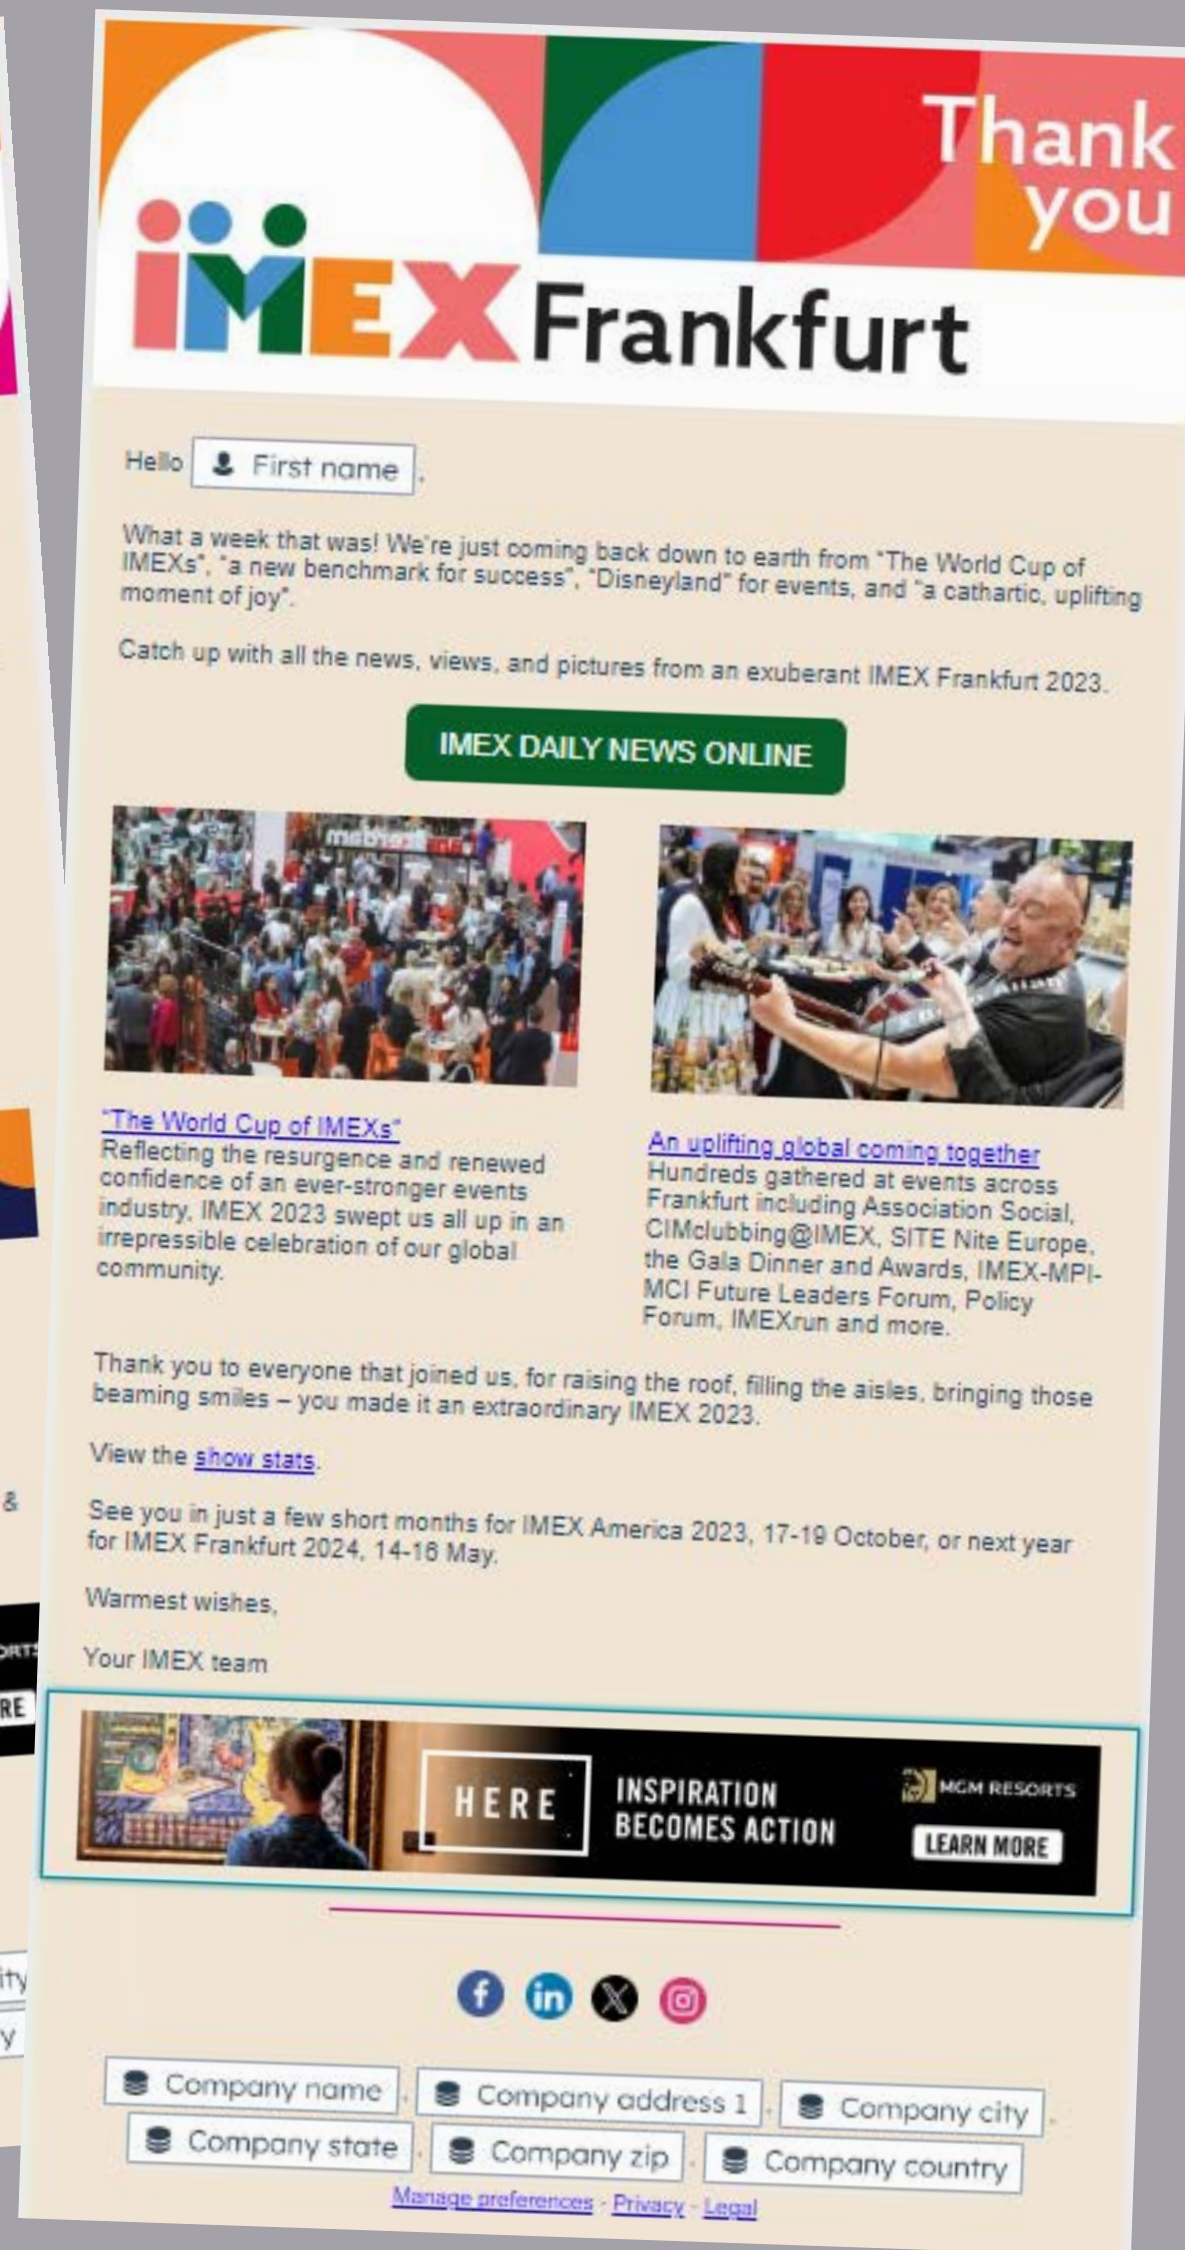 Thank
you
IMEX Frankfurt
Hello First name,
What a week that was! We're just coming back down to earth from "The World Cup of
IMEXs", "a new benchmark for success", "Disneyland" for events, and "a cathartic, uplifting
moment of joy".
Catch up with all the news, views, and pictures from an exuberant IMEX Frankfurt 2023.
IMEX DAILY NEWS ONLINE
"The World Cup of IMEXs"
Reflecting the resurgence and renewed
confidence of an ever-stronger events
industry, IMEX 2023 swept us all up in an
irrepressible celebration of our global
community.
An uplifting global coming together
Hundreds gathered at events across
Frankfurt including Association Social,
CIMclubbing@IMEX, SITE Nite Europe,
the Gala Dinner and Awards, IMEX-MPI-
MCI Future Leaders Forum, Policy
Forum, IMEXrun and more.
Thank you to everyone that joined us, for raising the roof, filling the aisles, bringing those
beaming smiles – you made it an extraordinary IMEX 2023.
View the show stats.
&
See you in just a few short months for IMEX America 2023, 17-19 October, or next year
for IMEX Frankfurt 2024, 14-16 May.
Warmest wishes,
Your IMEX team
ORTS
RE
HERE
INSPIRATION
BECOMES ACTION
MGM RESORTS
LEARN MORE
ity
y
Company name, Company address 1, Company city,
Company state, Company zip, Company country
Manage preferences - Privacy - Legal